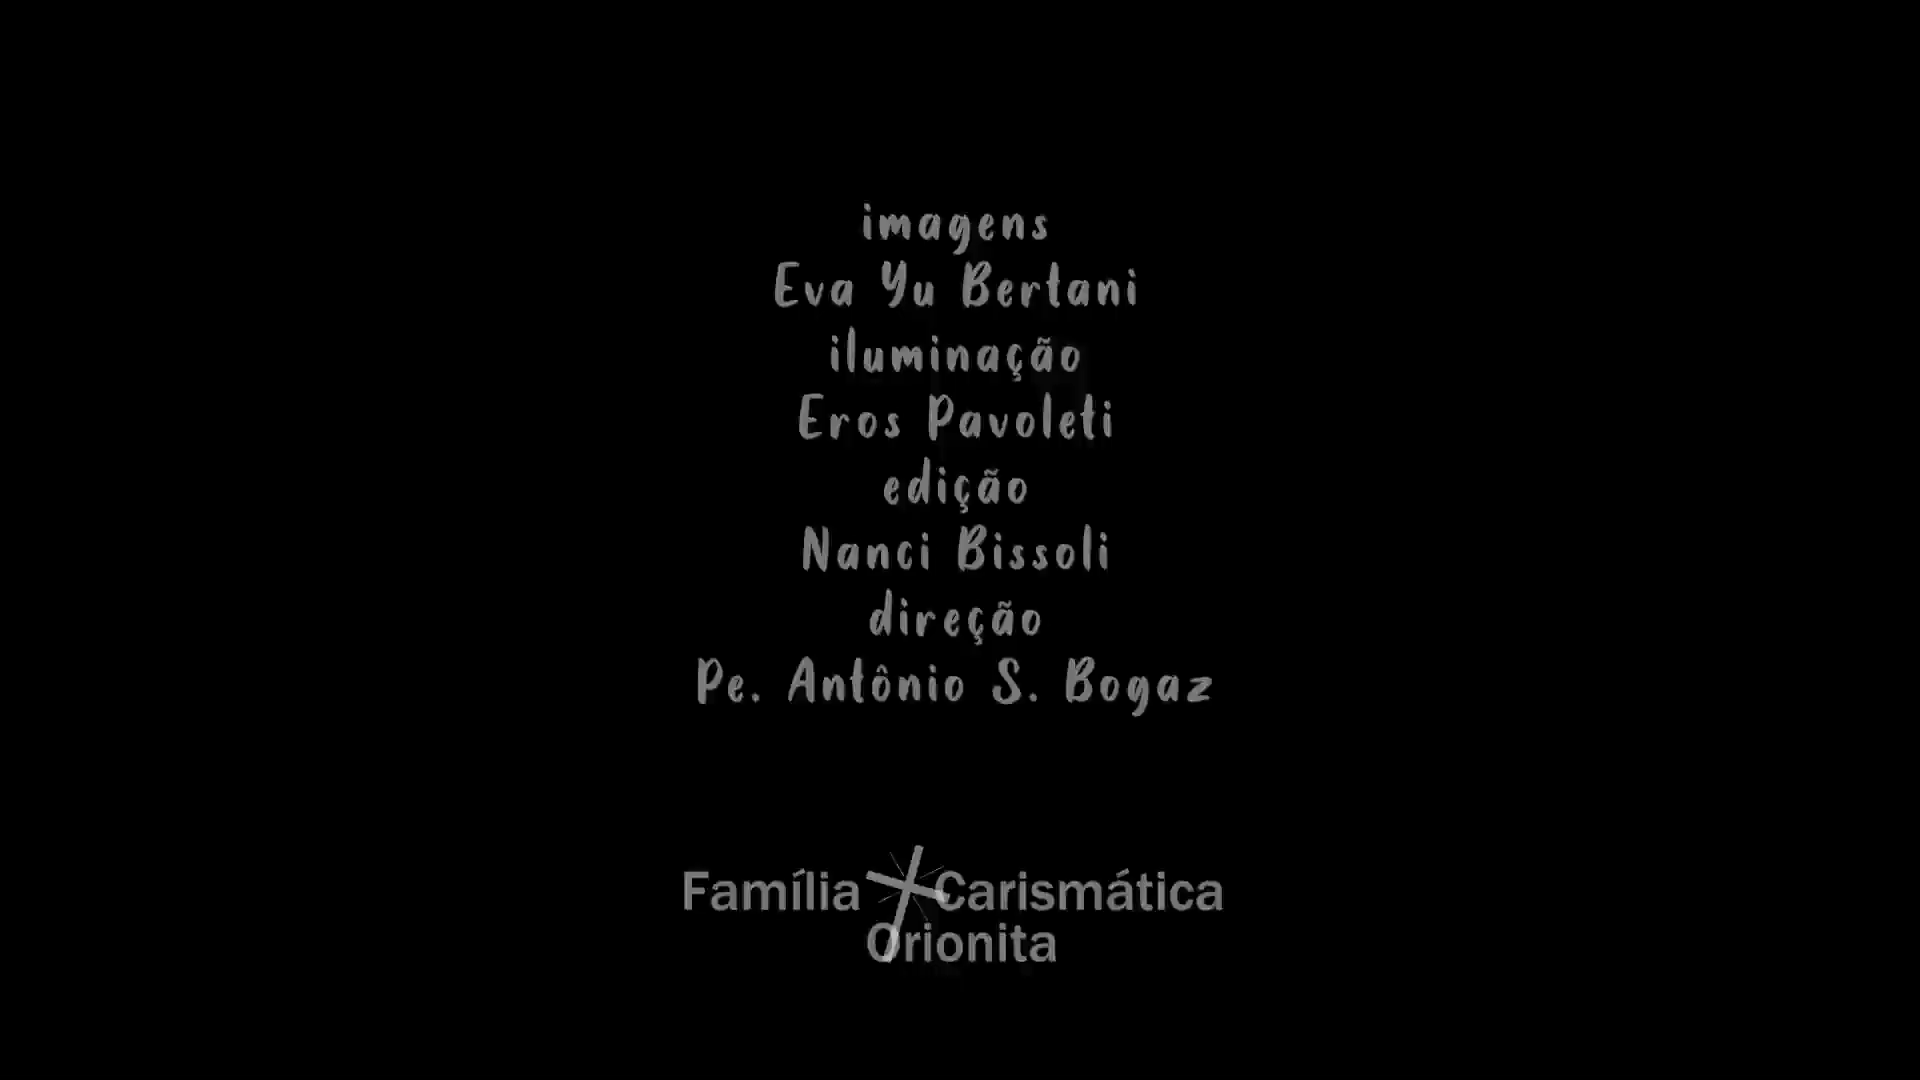 imagens
Eva Yu Bertani
iluminação
Eros Pavoleti
edição
Nanci Bissoli
direção
Pe. Antônio S. Bogaz
Família Carismática
Orionita